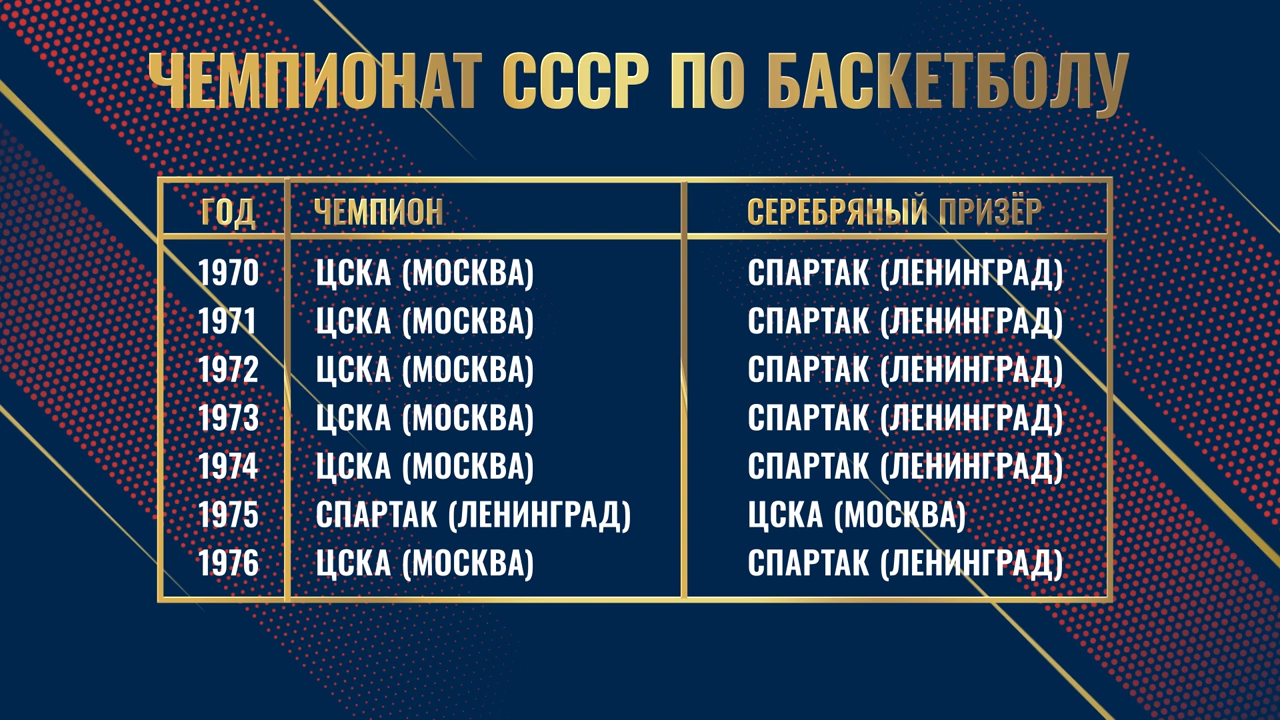 ЧЕМПИОНАТ СССР ПО БАСКЕТБОЛУ
ГОД ЧЕМПИОН СЕРЕБРЯНЫЙ ПРИЗЁР
1970 ЦСКА (МОСКВА) СПАРТАК (ЛЕНИНГРАД)
1971 ЦСКА (МОСКВА) СПАРТАК (ЛЕНИНГРАД)
1972 ЦСКА (МОСКВА) СПАРТАК (ЛЕНИНГРАД)
1973 ЦСКА (МОСКВА) СПАРТАК (ЛЕНИНГРАД)
1974 ЦСКА (МОСКВА) СПАРТАК (ЛЕНИНГРАД)
1975 СПАРТАК (ЛЕНИНГРАД) ЦСКА (МОСКВА)
1976 ЦСКА (МОСКВА) СПАРТАК (ЛЕНИНГРАД)